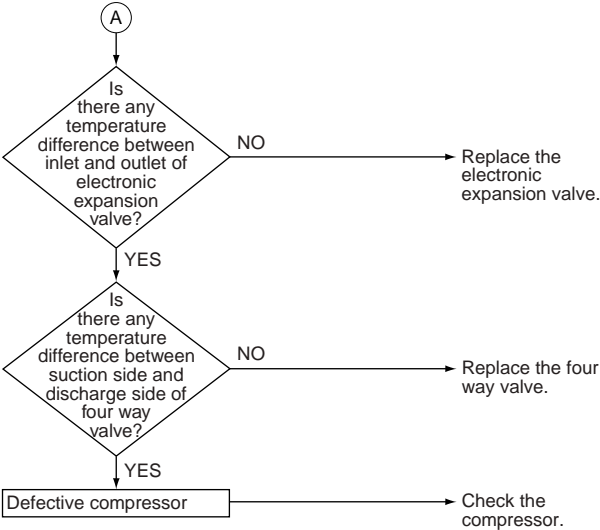 A
Is
there any
temperature
difference between
inlet and outlet of
electronic
expansion
valve?
NO
Replace the
electronic
expansion valve.
YES
Is
there any
temperature
difference between
suction side and
discharge side of
four way
valve?
NO
Replace the four
way valve.
YES
Defective compressor
Check the
compressor.